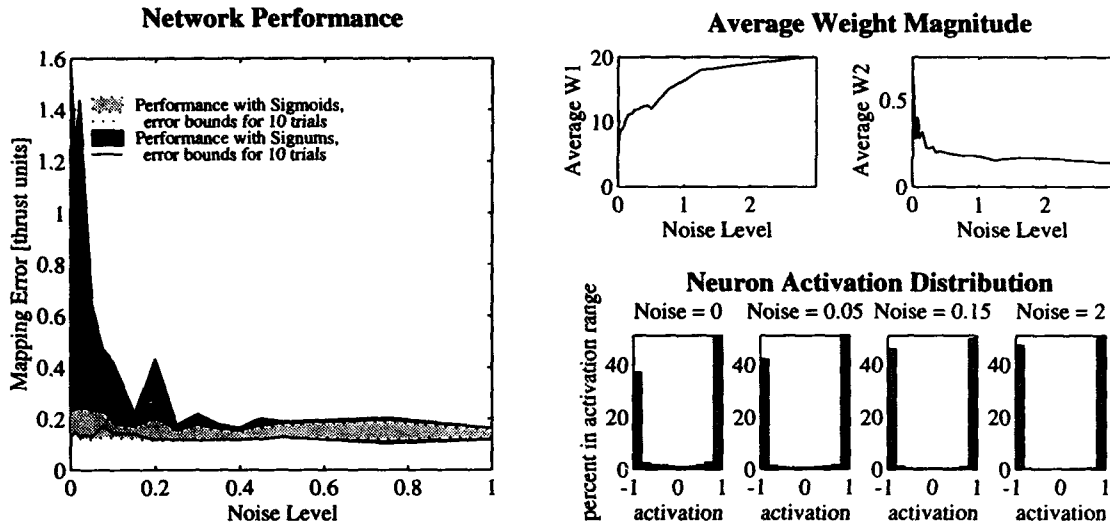 Network Performance
1.6
1.4
1.2
1
0.8
0.6
0.4
0.2
0
Mapping Error [thrust units]
Performance with Sigmoids,
error bounds for 10 trials
Performance with Signums,
error bounds for 10 trials
0 0.2 0.4 0.6 0.8 1
Noise Level
Average Weight Magnitude
20
10
0
Average W1
0 1 2
Noise Level
0.5
0
Average W2
0 1 2
Noise Level
Neuron Activation Distribution
percent in activation range
Noise = 0 Noise = 0.05 Noise = 0.15 Noise = 2
40 40 40 40
20 20 20 20
0 0 0 0
-1 0 1 -1 0 1 -1 0 1 -1 0 1
activation activation activation activation